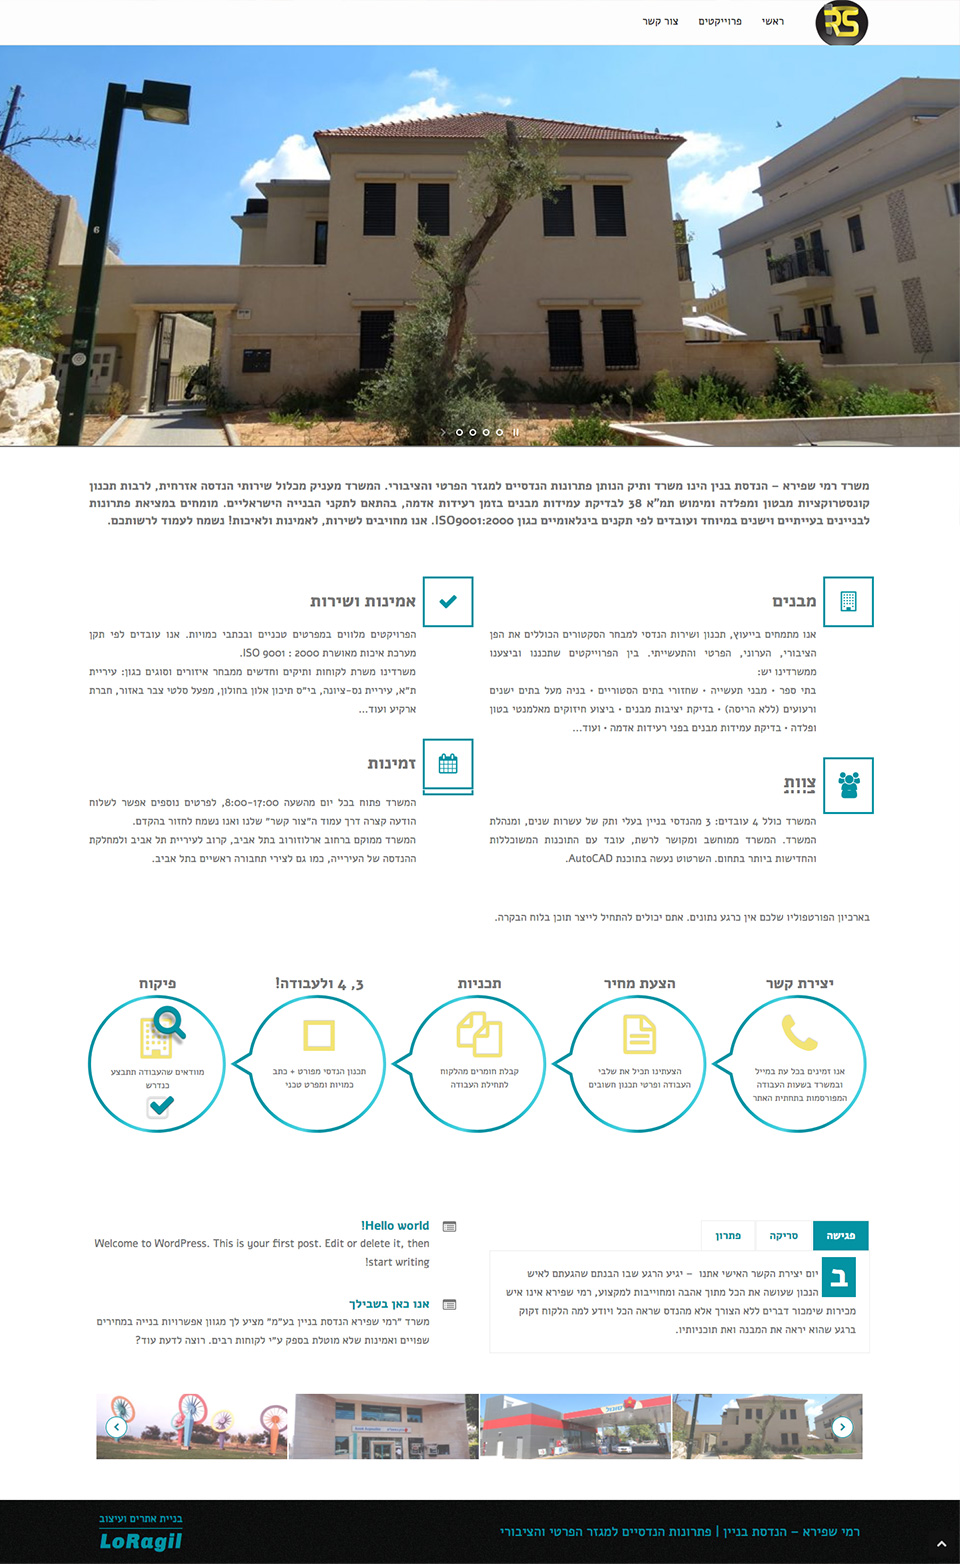 RS
ראשי
פרוייקטים
צור קשר
6
משרד רמי שפירא – הנדסת בנין הינו משרד ותיק הנותן פתרונות הנדסיים למגזר הפרטי והציבורי. המשרד מעניק מכלול שירותי הנדסה אזרחית, לרבות תכנון
קונסטרוקציות מבטון ומפלדה ומימוש תמ"א 38 לבדיקת עמידות מבנים בזמן רעידות אדמה, בהתאם לתקני הבנייה הישראליים. מומחים במציאת פתרונות
לבניינים בעייתיים וישנים במיוחד ועובדים לפי תקנים בינלאומיים כגון ISO9001:2000. אנו מחויבים לשירות, לאמינות ולאיכות! נשמח לעמוד לרשותכם.
מבנים
אנו מתמחים בייעוץ, תכנון ושירות הנדסי למבחר הסקטורים הכוללים את הפן
הציבורי, הערוני, הפרטי והתעשייתי. בין הפרוייקטים שתכננו וביצענו
ממשרדינו יש:
בתי ספר • מבני תעשייה • שחזורי בתים הסטוריים • בניה מעל בתים ישנים
ורעועים (ללא הריסה) • בדיקת יציבות מבנים • ביצוע חיזוקים מאלמנטי בטון
ופלדה • בדיקת עמידות מבנים בפני רעידות אדמה • ועוד...
אמינות ושירות
הפרויקטים מלווים במפרטים טכניים ובכתבי כמויות. אנו עובדים לפי תקן
מערכת איכות מאושרת ISO 9001 : 2000.
משרדינו משרת לקוחות ותיקים וחדשים ממבחר איזורים וסוגים כגון: עיריית
ת"א, עיריית נס-ציונה, בי"ס תיכון אלון בחולון, מפעל סלטי צבר באזור, חברת
ארקיע ועוד...
צוות
המשרד כולל 4 עובדים: 3 מהנדסי בניין בעלי ותק של עשרות שנים, ומנהלת
המשרד. המשרד ממוחשב ומקושר לרשת, עובד עם התוכנות המשוכללות
והחדישות ביותר בתחום. השרטוט נעשה בתוכנת AutoCAD.
זמינות
המשרד פתוח בכל יום מהשעה 8:00-17:00, לפרטים נוספים אפשר לשלוח
הודעה קצרה דרך עמוד ה"צור קשר" שלנו ואנו נשמח לחזור בהקדם.
המשרד ממוקם ברחוב ארלוזורוב בתל אביב, קרוב לעיריית תל אביב ולמחלקת
ההנדסה של העירייה, כמו גם לצירי תחבורה ראשיים בתל אביב.
בארכיון הפורטפוליו שלכם אין כרגע נתונים. אתם יכולים להתחיל לייצר תוכן בלוח הבקרה.
יצירת קשר
אנו זמינים בכל עת במייל
ובמשרד בשעות העבודה
המפורסמות בתחתית האתר
הצעת מחיר
הצעתינו תכיל את שלבי
העבודה ופרטי תכנון חשובים
תכניות
קבלת חומרים מהלקוח
לתחילת העבודה
3, 4 ולעבודה!
תכנון הנדסי מפורט + כתב
כמויות ומפרט טכני
פיקוח
מוודאים שהעבודה תתבצע
כנדרש
פגישה
סריקה
פתרון
ביום יצירת הקשר האישי אתנו – יגיע הרגע שבו הבנתם שהגעתם לאיש
הנכון שעושה את הכל מתוך אהבה ומחוייבות למקצוע, רמי שפירא אינו איש
מכירות שימכור דברים ללא הצורך אלא מהנדס שראה הכל ויודע למה הלקוח זקוק
ברגע שהוא יראה את המבנה ואת תוכניותיו.
Hello world!
Welcome to WordPress. This is your first post. Edit or delete it, then
start writing!
אנו כאן בשבילך
משרד "רמי שפירא הנדסת בניין בע"מ" מציע לך מגוון אפשרויות בנייה במחירים
שפויים ואמינות שלא מוטלת בספק ע"י לקוחות רבים. רוצה לדעת עוד?
רמי שפירא – הנדסת בניין | פתרונות הנדסיים למגזר הפרטי והציבורי
בניית אתרים ועיצוב
LoRagil